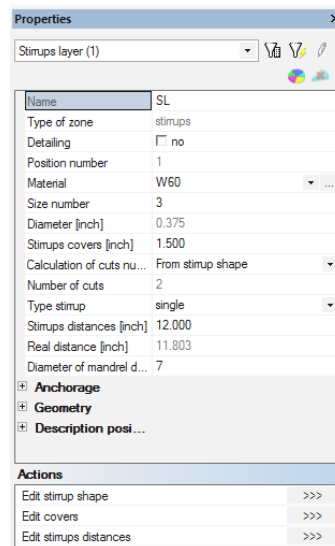 Properties
Stirrups layer (1)
Name SL
Type of zone stirrups
Detailing no
Position number 1
Material W60 ...
Size number 3
Diameter [inch] 0.375
Stirrups covers [inch] 1.500
Calculation of cuts nu... From stirrup shape
Number of cuts 2
Type stirrup single
Stirrups distances [inch] 12.000
Real distance [inch] 11.803
Diameter of mandrel d... 7
Anchorage
Geometry
Description posi...
Actions
Edit stirrup shape >>>
Edit covers >>>
Edit stirrups distances >>>